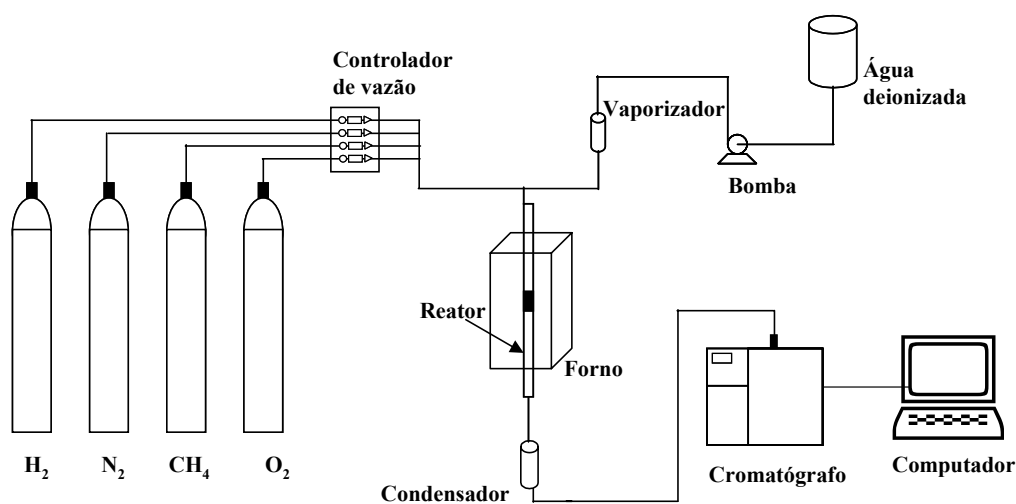 Controlador
de vazão
Vaporizador
Água
deionizada
Bomba
Reator
Forno
H₂
N₂
CH₄
O₂
Condensador
Cromatógrafo
Computador